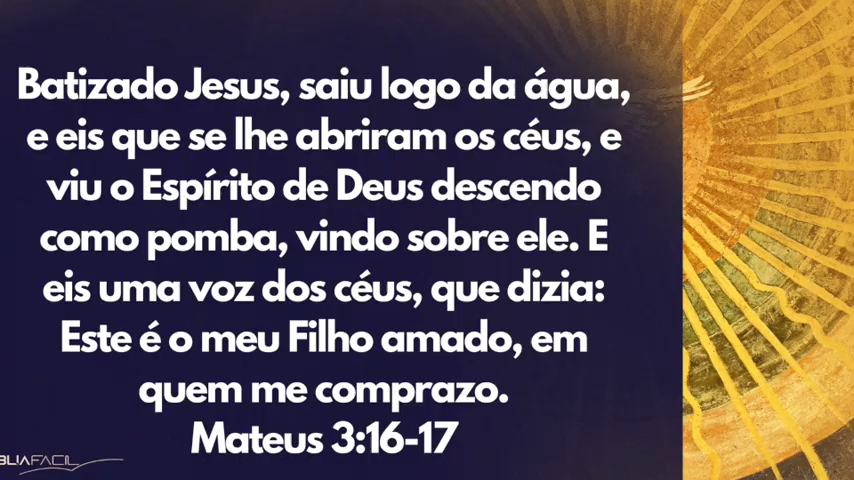 Batizado Jesus, saiu logo da água,
e eis que se lhe abriram os céus, e
viu o Espírito de Deus descendo
como pomba, vindo sobre ele. E
eis uma voz dos céus, que dizia:
Este é o meu Filho amado, em
quem me comprazo.
Mateus 3:16-17
BLIAFACIL